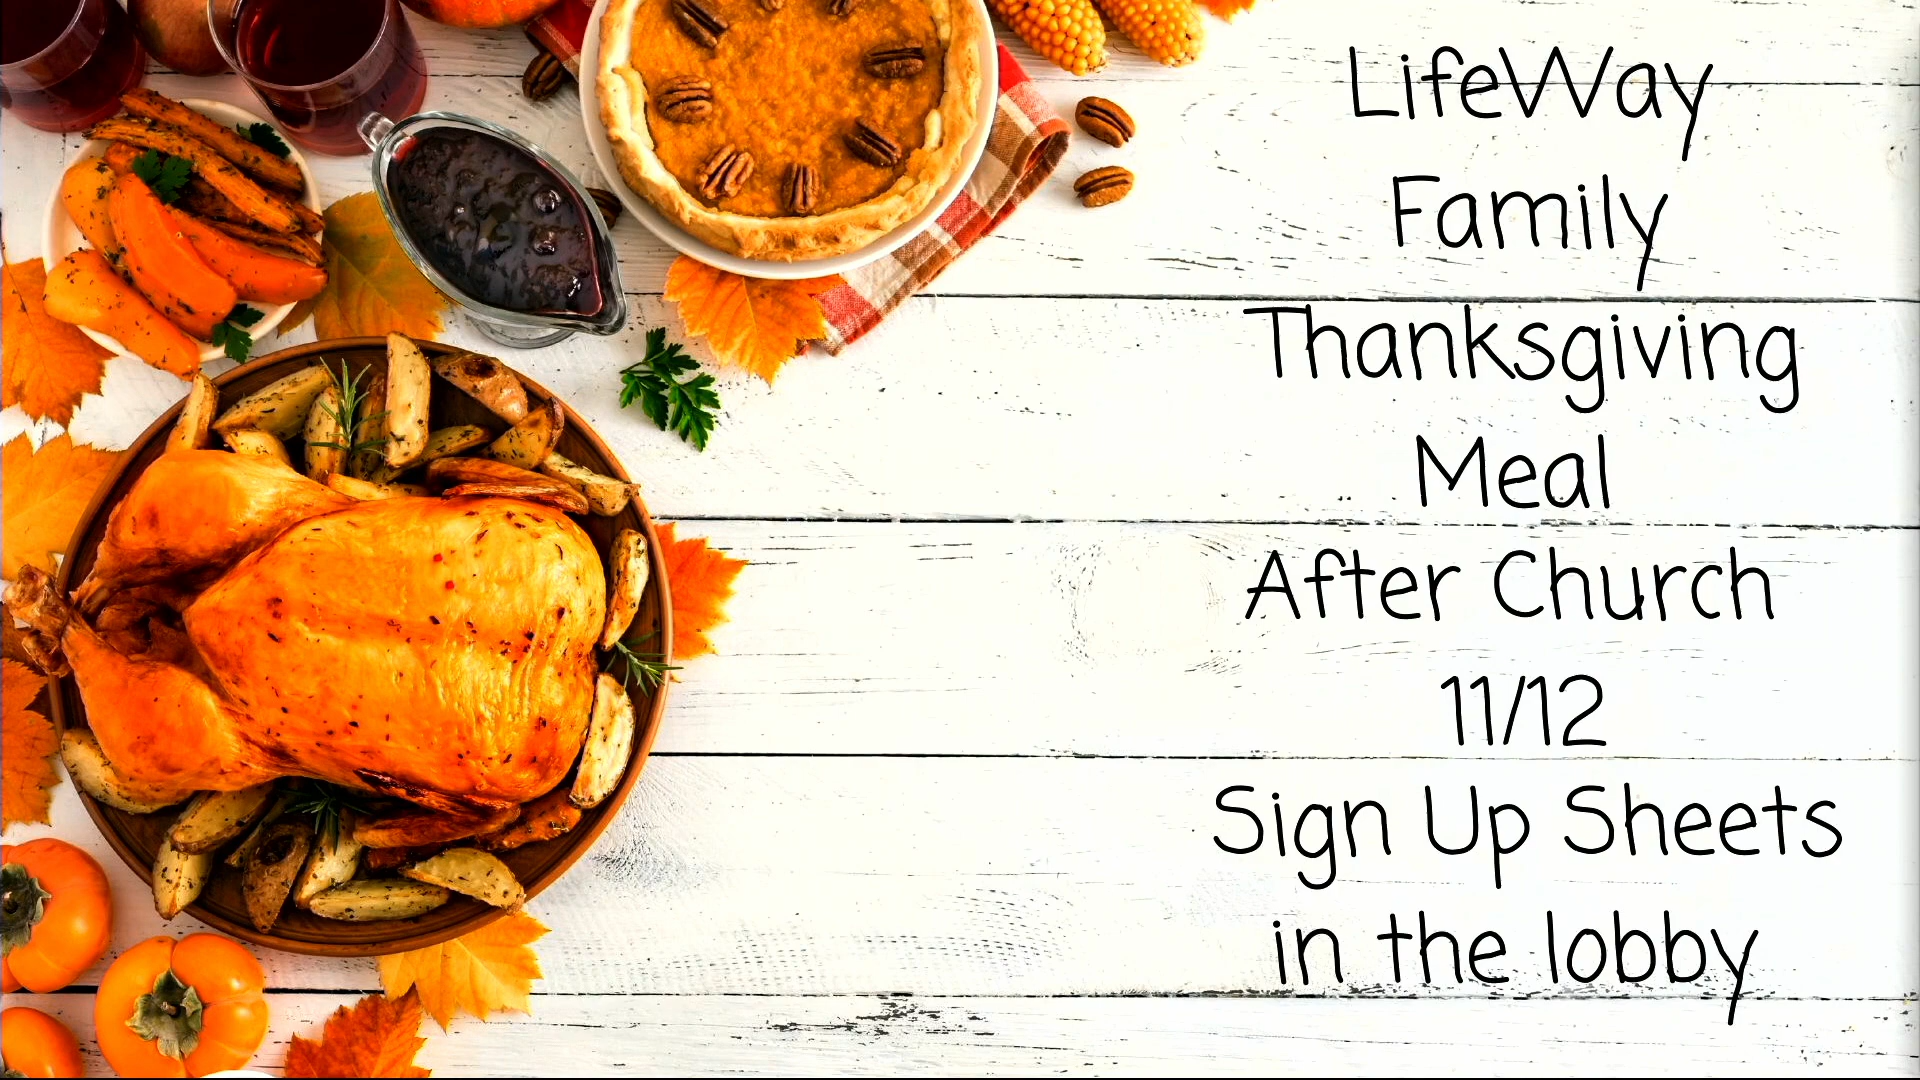 LifeWay
Family
Thanksgiving
Meal
After Church
11/12
Sign Up Sheets
in the lobby